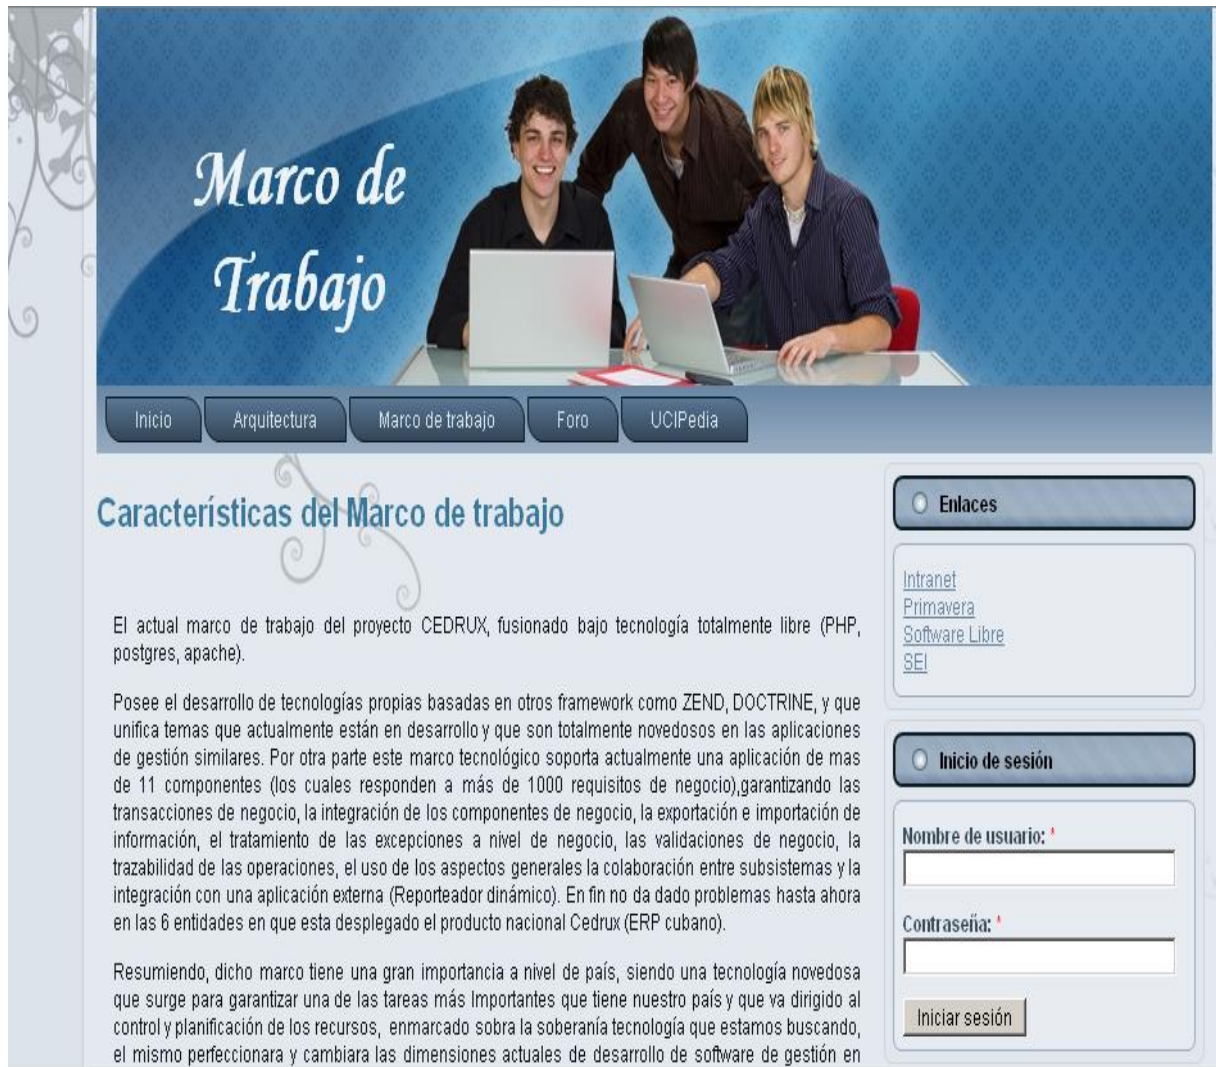 Marco de
Trabajo
Inicio
Arquitectura
Marco de trabajo
Foro
UCIPedia
Características del Marco de trabajo
El actual marco de trabajo del proyecto CEDRUX, fusionado bajo tecnología totalmente libre (PHP,
postgres, apache).
Posee el desarrollo de tecnologías propias basadas en otros framework como ZEND, DOCTRINE, y que
unifica temas que actualmente están en desarrollo y que son totalmente novedosos en las aplicaciones
de gestión similares. Por otra parte este marco tecnológico soporta actualmente una aplicación de mas
de 11 componentes (los cuales responden a más de 1000 requisitos de negocio),garantizando las
transacciones de negocio, la integración de los componentes de negocio, la exportación e importación de
información, el tratamiento de las excepciones a nivel de negocio, las validaciones de negocio, la
trazabilidad de las operaciones, el uso de los aspectos generales la colaboración entre subsistemas y la
integración con una aplicación externa (Reporteador dinámico). En fin no da dado problemas hasta ahora
en las 6 entidades en que esta desplegado el producto nacional Cedrux (ERP cubano).
Resumiendo, dicho marco tiene una gran importancia a nivel de país, siendo una tecnología novedosa
que surge para garantizar una de las tareas más Importantes que tiene nuestro país y que va dirigido al
control y planificación de los recursos, enmarcado sobra la soberanía tecnología que estamos buscando,
el mismo perfeccionara y cambiara las dimensiones actuales de desarrollo de software de gestión en
Enlaces
Intranet
Primavera
Software Libre
SEI
Inicio de sesión
Nombre de usuario: *
Contraseña: *
Iniciar sesión